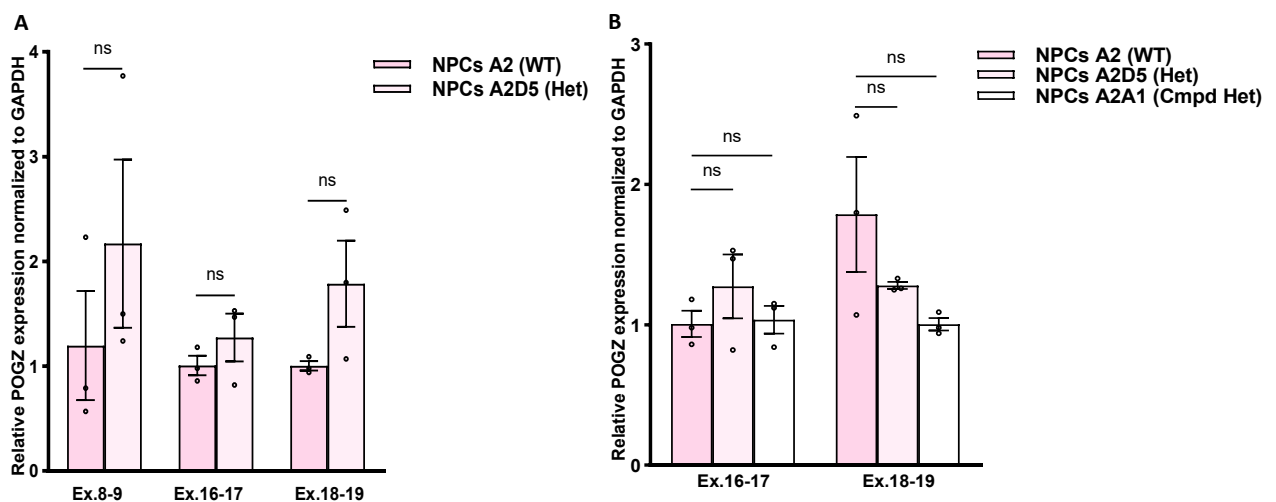 A
Relative POGZ expression normalized to GAPDH
4
3
2
1
0
ns
ns
ns
Ex.8-9
Ex.16-17
Ex.18-19
NPCs A2 (WT)
NPCs A2D5 (Het)
B
Relative POGZ expression normalized to GAPDH
3
2
1
0
ns
ns
ns
ns
Ex.16-17
Ex.18-19
NPCs A2 (WT)
NPCs A2D5 (Het)
NPCs A2A1 (Cmpd Het)